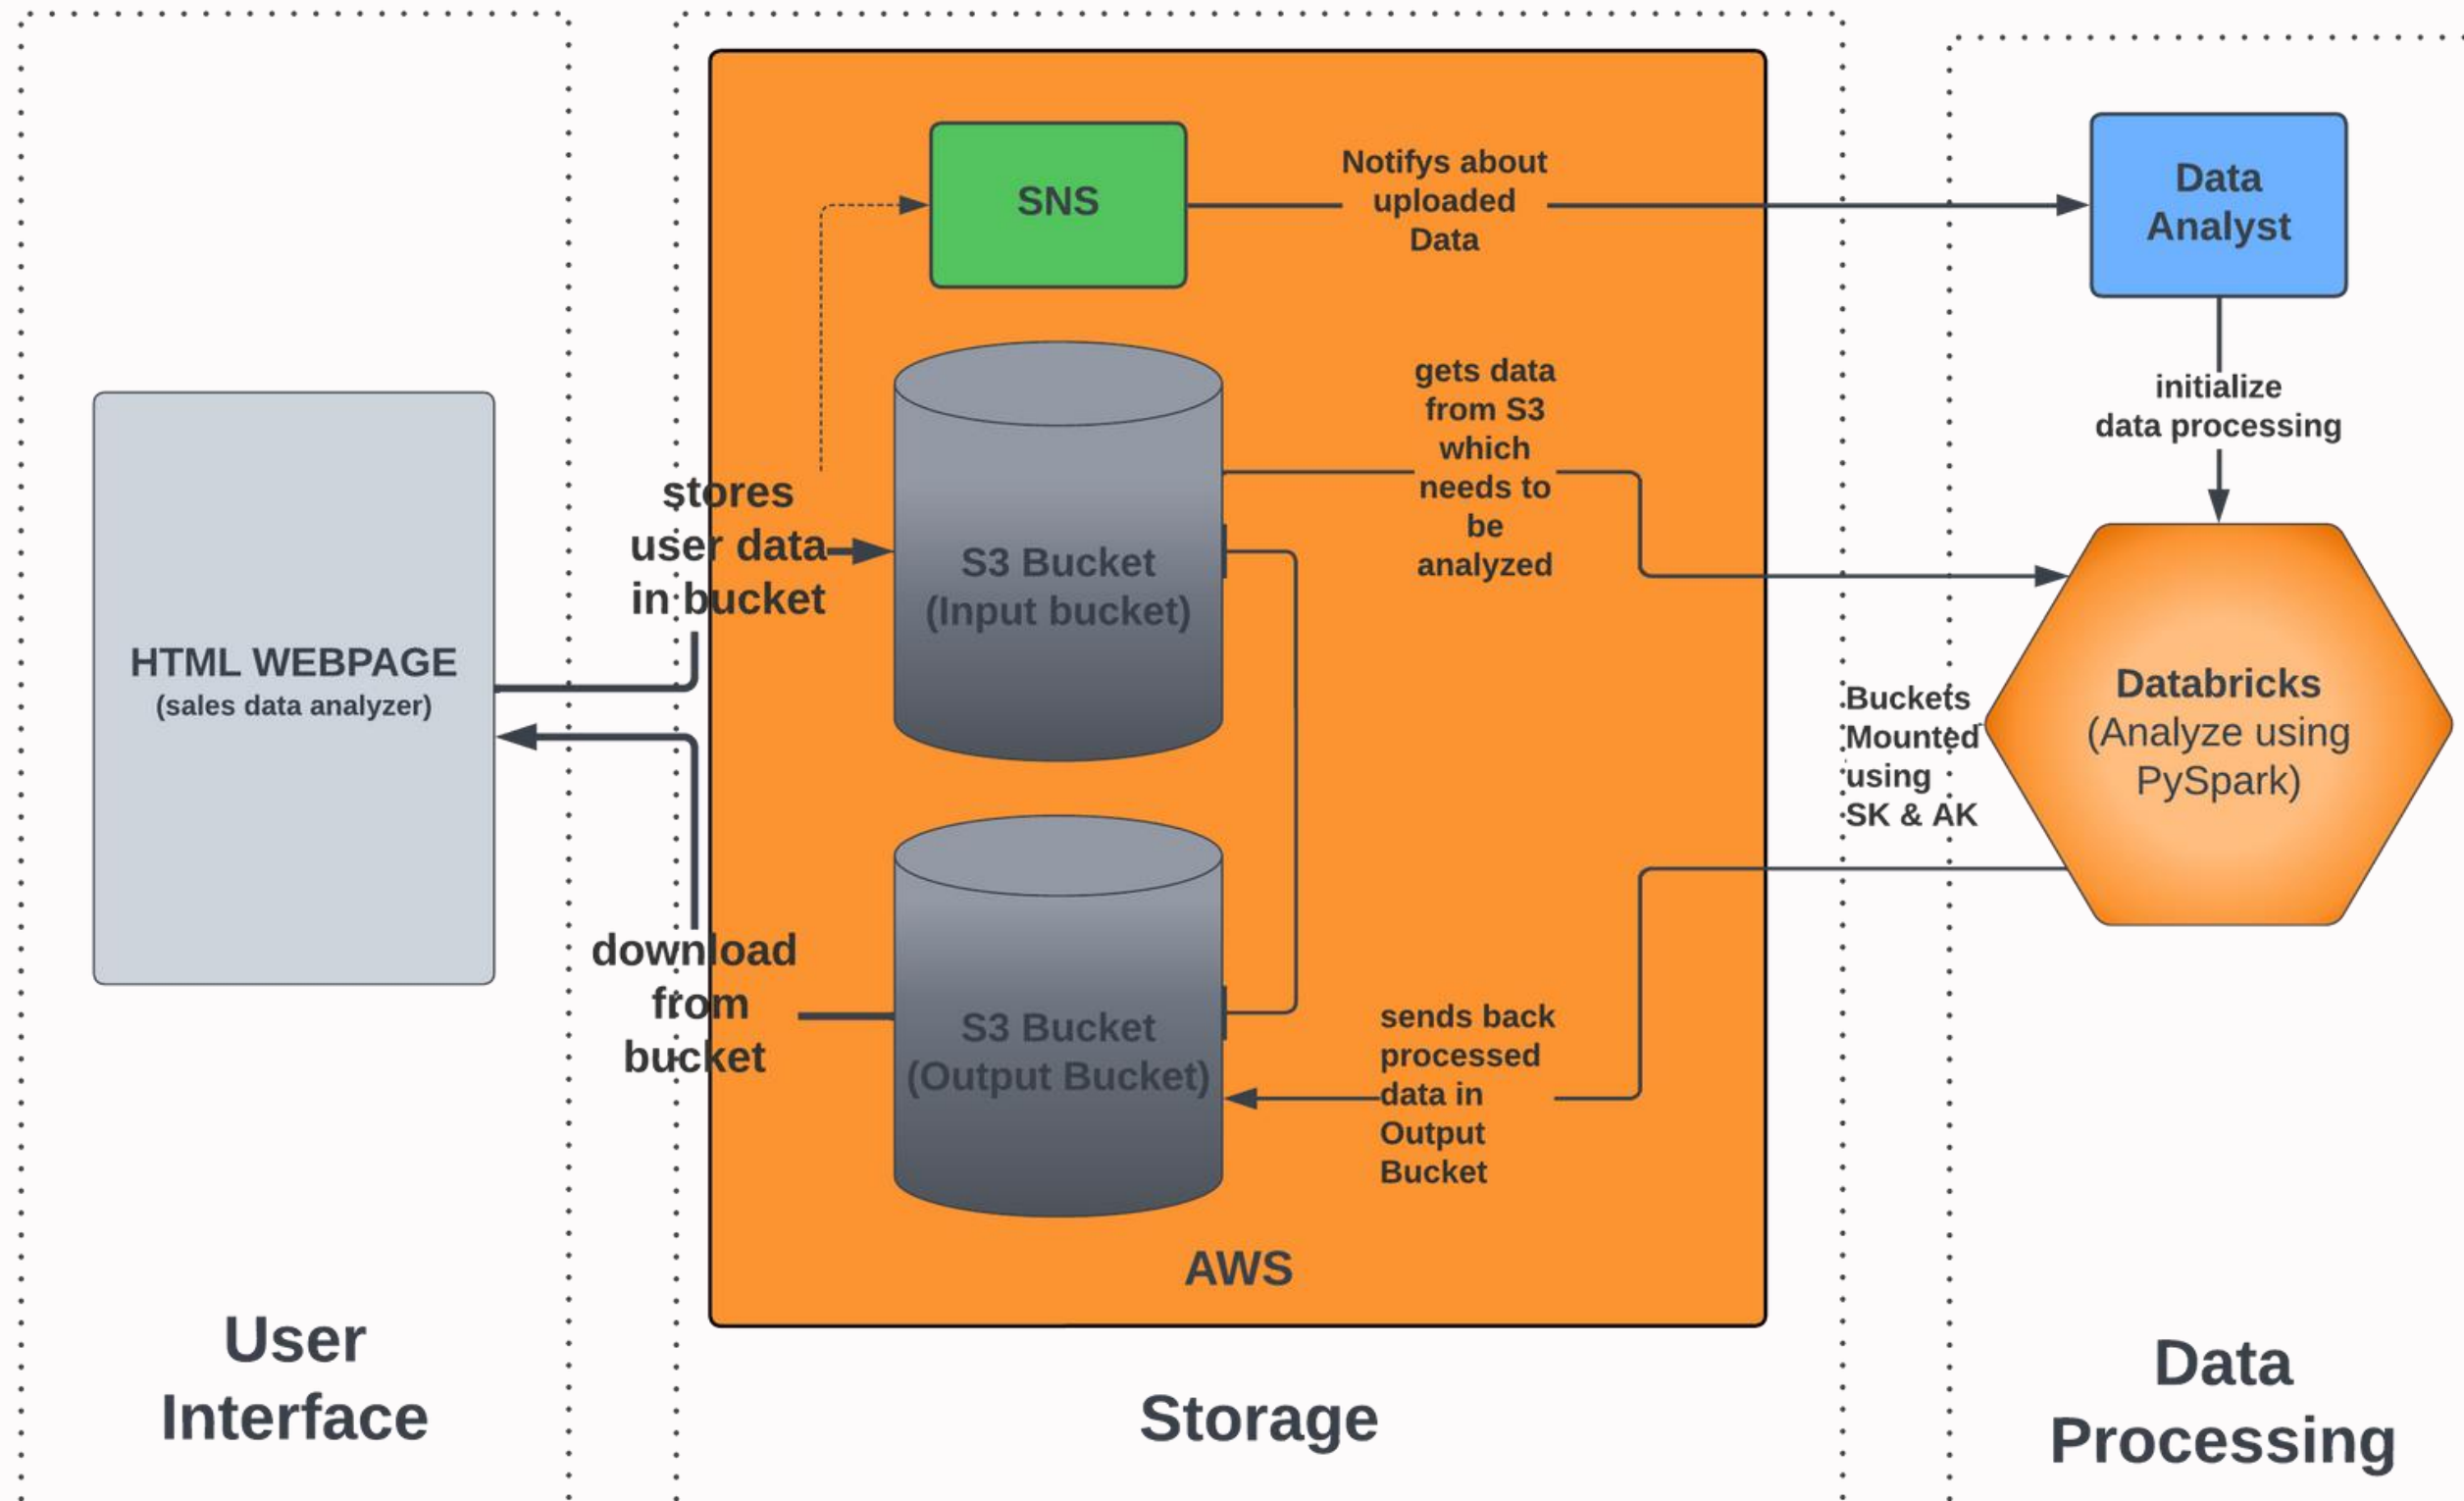 HTML WEBPAGE
(sales data analyzer)
User
Interface
stores
user data
in bucket
download
from
bucket
SNS
Notifys about
uploaded
Data
S3 Bucket
(Input bucket)
gets data
from S3
which
needs to
be
analyzed
S3 Bucket
(Output Bucket)
sends back
processed
data in
Output
Bucket
AWS
Storage
Data
Analyst
initialize
data processing
Buckets
Mounted
using
SK & AK
Databricks
(Analyze using
PySpark)
Data
Processing